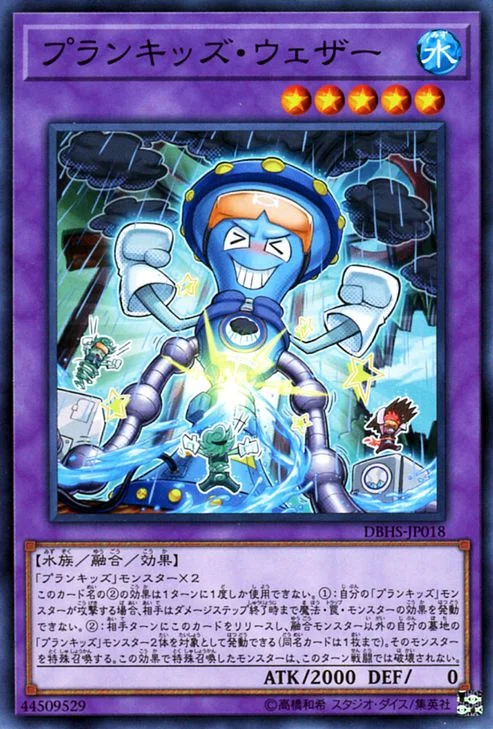 プランキッズ・ウェザー
水
DBHS-JP018
【水族／融合／効果】
「プランキッズ」モンスター×2
このカード名の②の効果は1ターンに1度しか使用できない。①：自分の「プランキッズ」モ
ンスターが攻撃する場合、相手はダメージステップ終了時まで魔法・罠・モンスターの効果を発動
できない。②：相手ターンにこのカードをリリースし、融合モンスター以外の自分の墓地の
「プランキッズ」モンスター2体を対象として発動できる（同名カードは1枚まで）。そのモンスター
を特殊召喚する。この効果で特殊召喚したモンスターは、このターン戦闘では破壊されない。
ATK/2000 DEF/ 0
44509529 ©高橋和希 スタジオ・ダイス/集英社